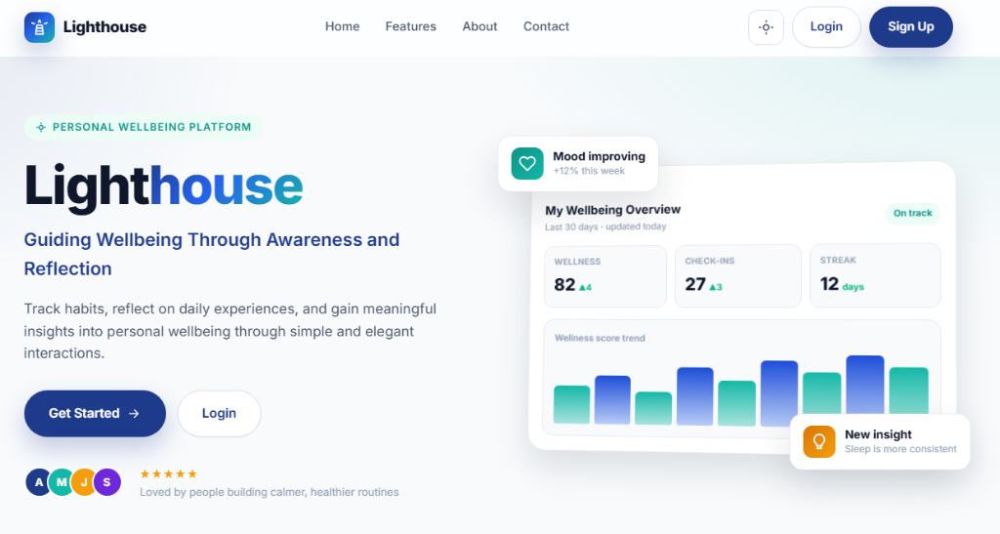 Lighthouse
Home
Features
About
Contact
Login
Sign Up
PERSONAL WELLBEING PLATFORM
Lighthouse
Guiding Wellbeing Through Awareness and
Reflection
Track habits, reflect on daily experiences, and gain meaningful
insights into personal wellbeing through simple and elegant
interactions.
Get Started →
Login
A
M
J
S
★★★★★
Loved by people building calmer, healthier routines
Mood improving
+12% this week
My Wellbeing Overview
Last 30 days · updated today
On track
WELLNESS
82 ▲4
CHECK-INS
27 ▲3
STREAK
12 days
Wellness score trend
New insight
Sleep is more consistent